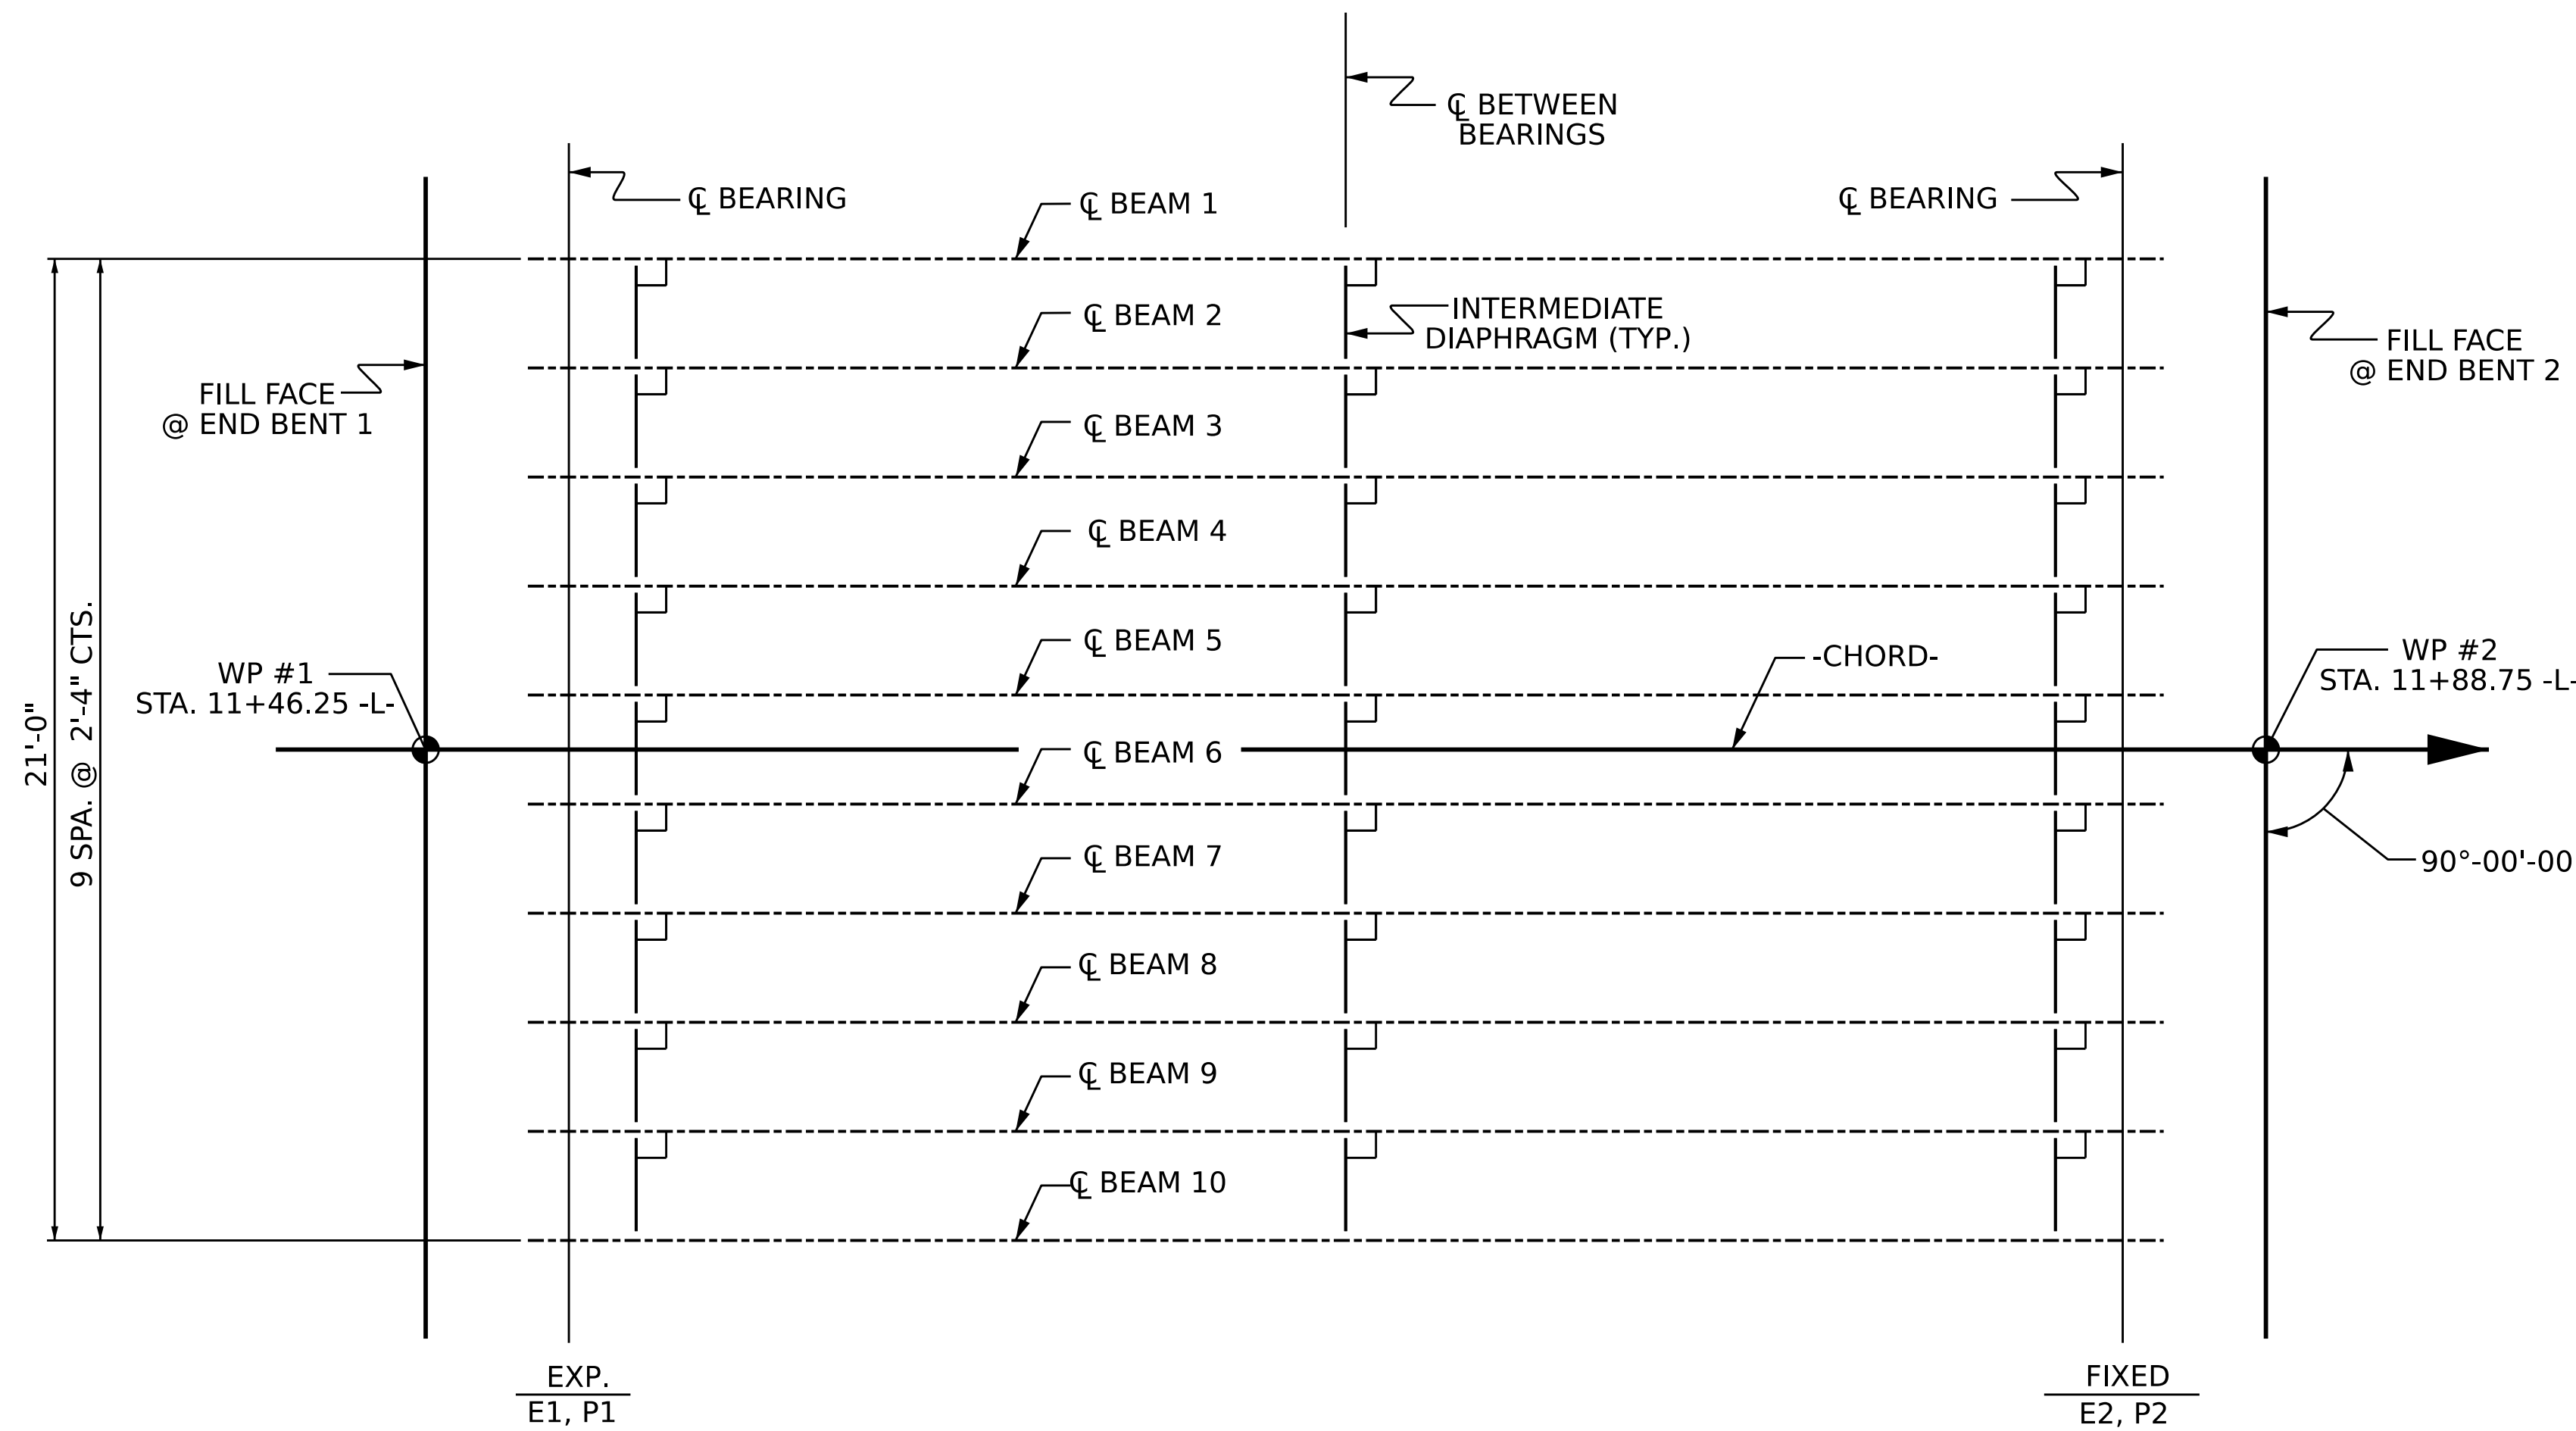 ℄ BETWEEN
BEARINGS
℄ BEARING
℄ BEARING
℄ BEAM 1
℄ BEAM 2
INTERMEDIATE
DIAPHRAGM (TYP.)
FILL FACE
@ END BENT 2
FILL FACE
@ END BENT 1
℄ BEAM 3
℄ BEAM 4
℄ BEAM 5
-CHORD-
WP #2
STA. 11+88.75 -L-
WP #1
STA. 11+46.25 -L-
21'-0"
9 SPA. @ 2'-4" CTS.
℄ BEAM 6
℄ BEAM 7
90°-00'-00
℄ BEAM 8
℄ BEAM 9
℄ BEAM 10
EXP.
E1, P1
FIXED
E2, P2